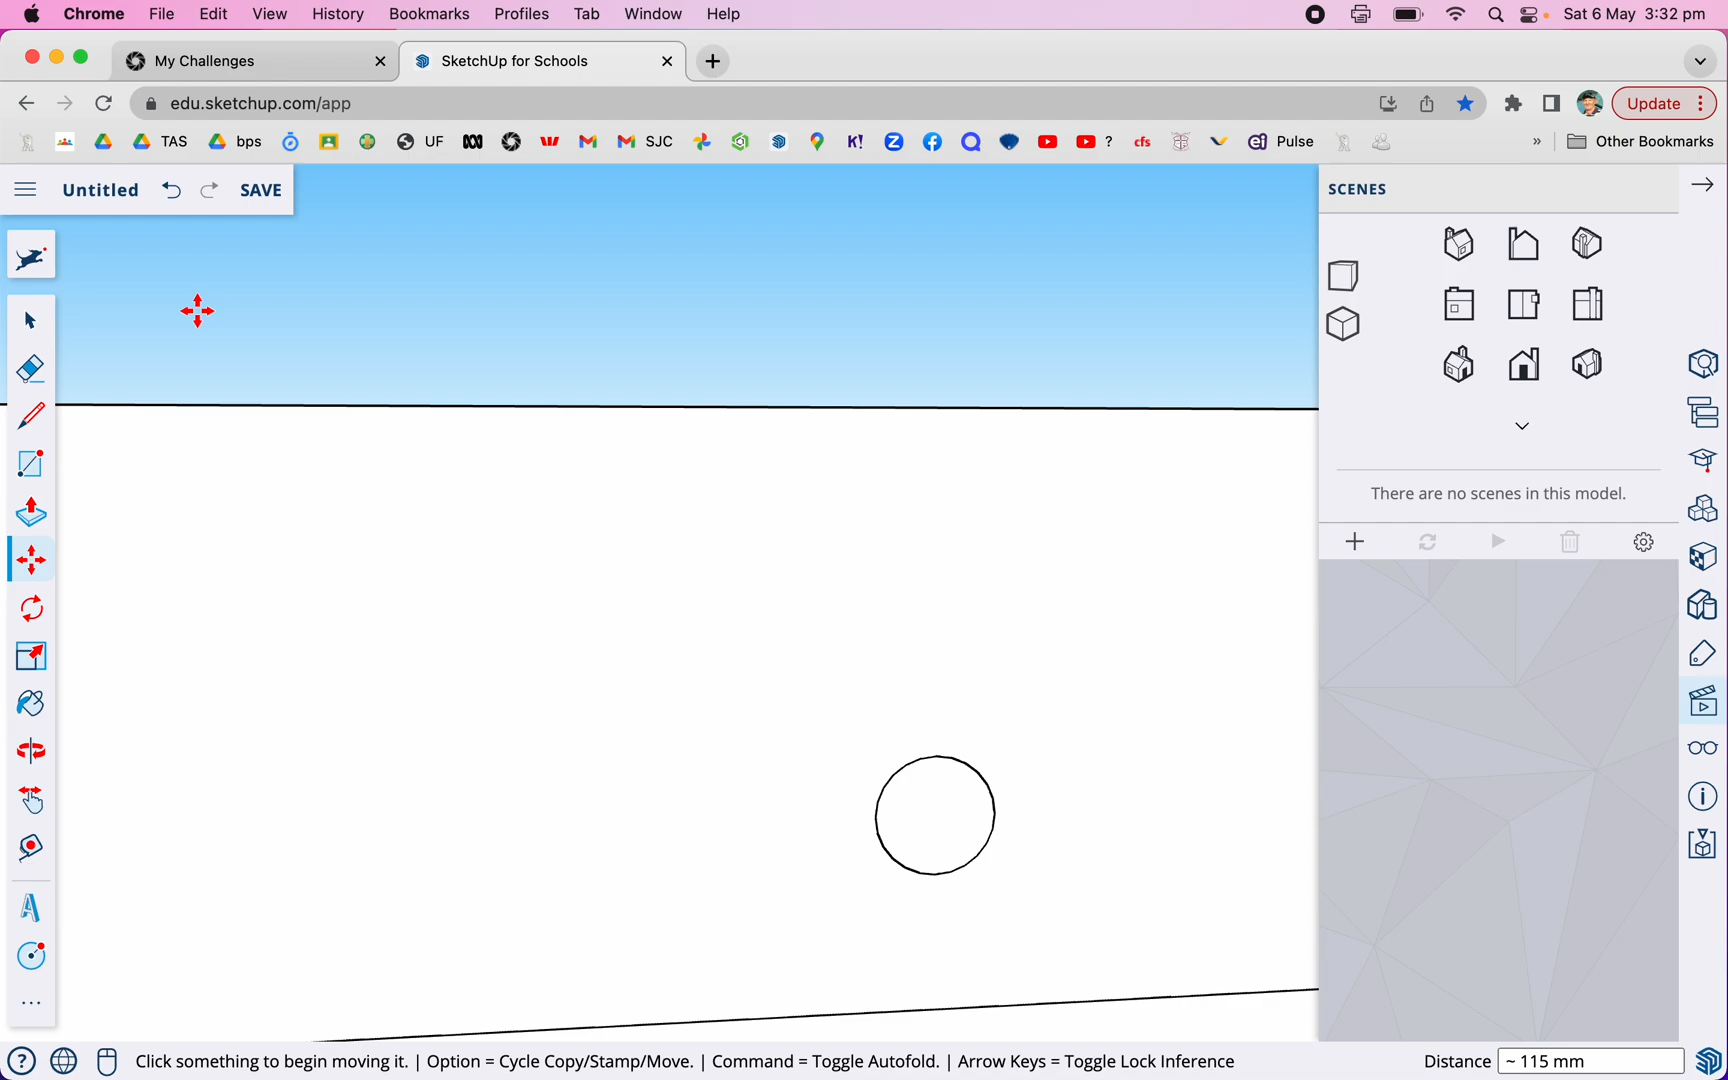 Chrome File Edit View History Bookmarks Profiles Tab Window Help Sat 6 May 3:32 pm
My Challenges SketchUp for Schools
edu.sketchup.com/app Update
TAS bps UF SJC K! ? cfs ei Pulse » Other Bookmarks
Untitled SAVE SCENES
There are no scenes in this model.
Click something to begin moving it. | Option = Cycle Copy/Stamp/Move. | Command = Toggle Autofold. | Arrow Keys = Toggle Lock Inference Distance ~ 115 mm